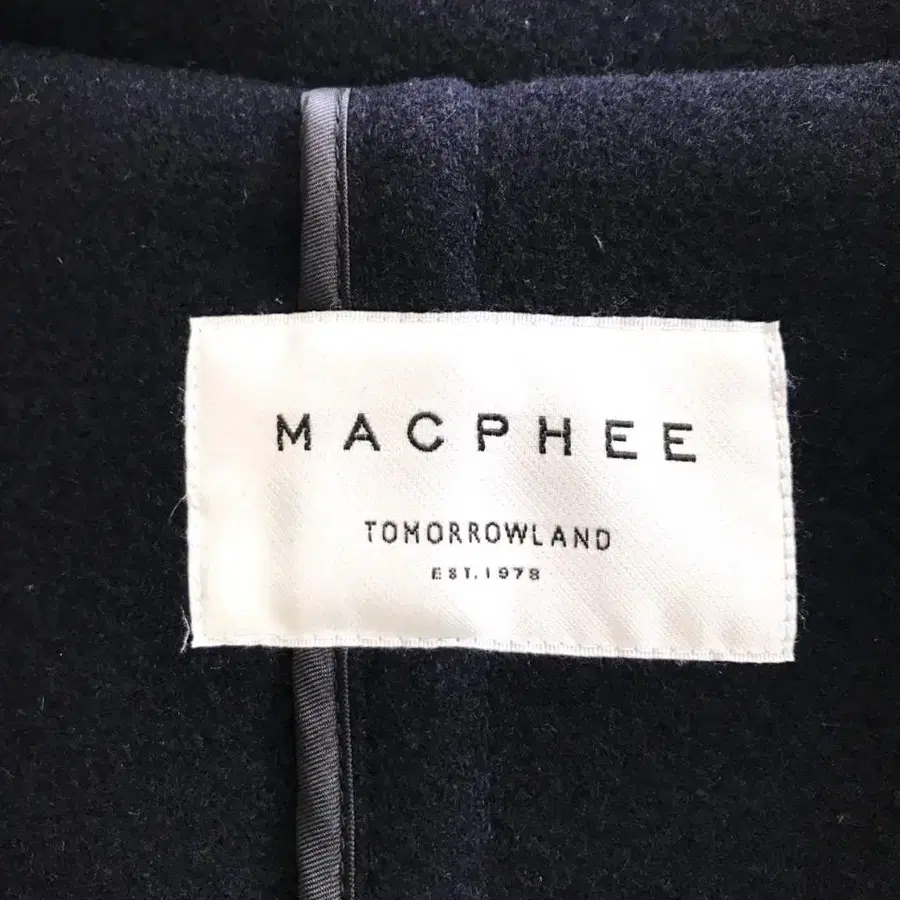 MACPHEE
TOMORROWLAND
EST. 1978